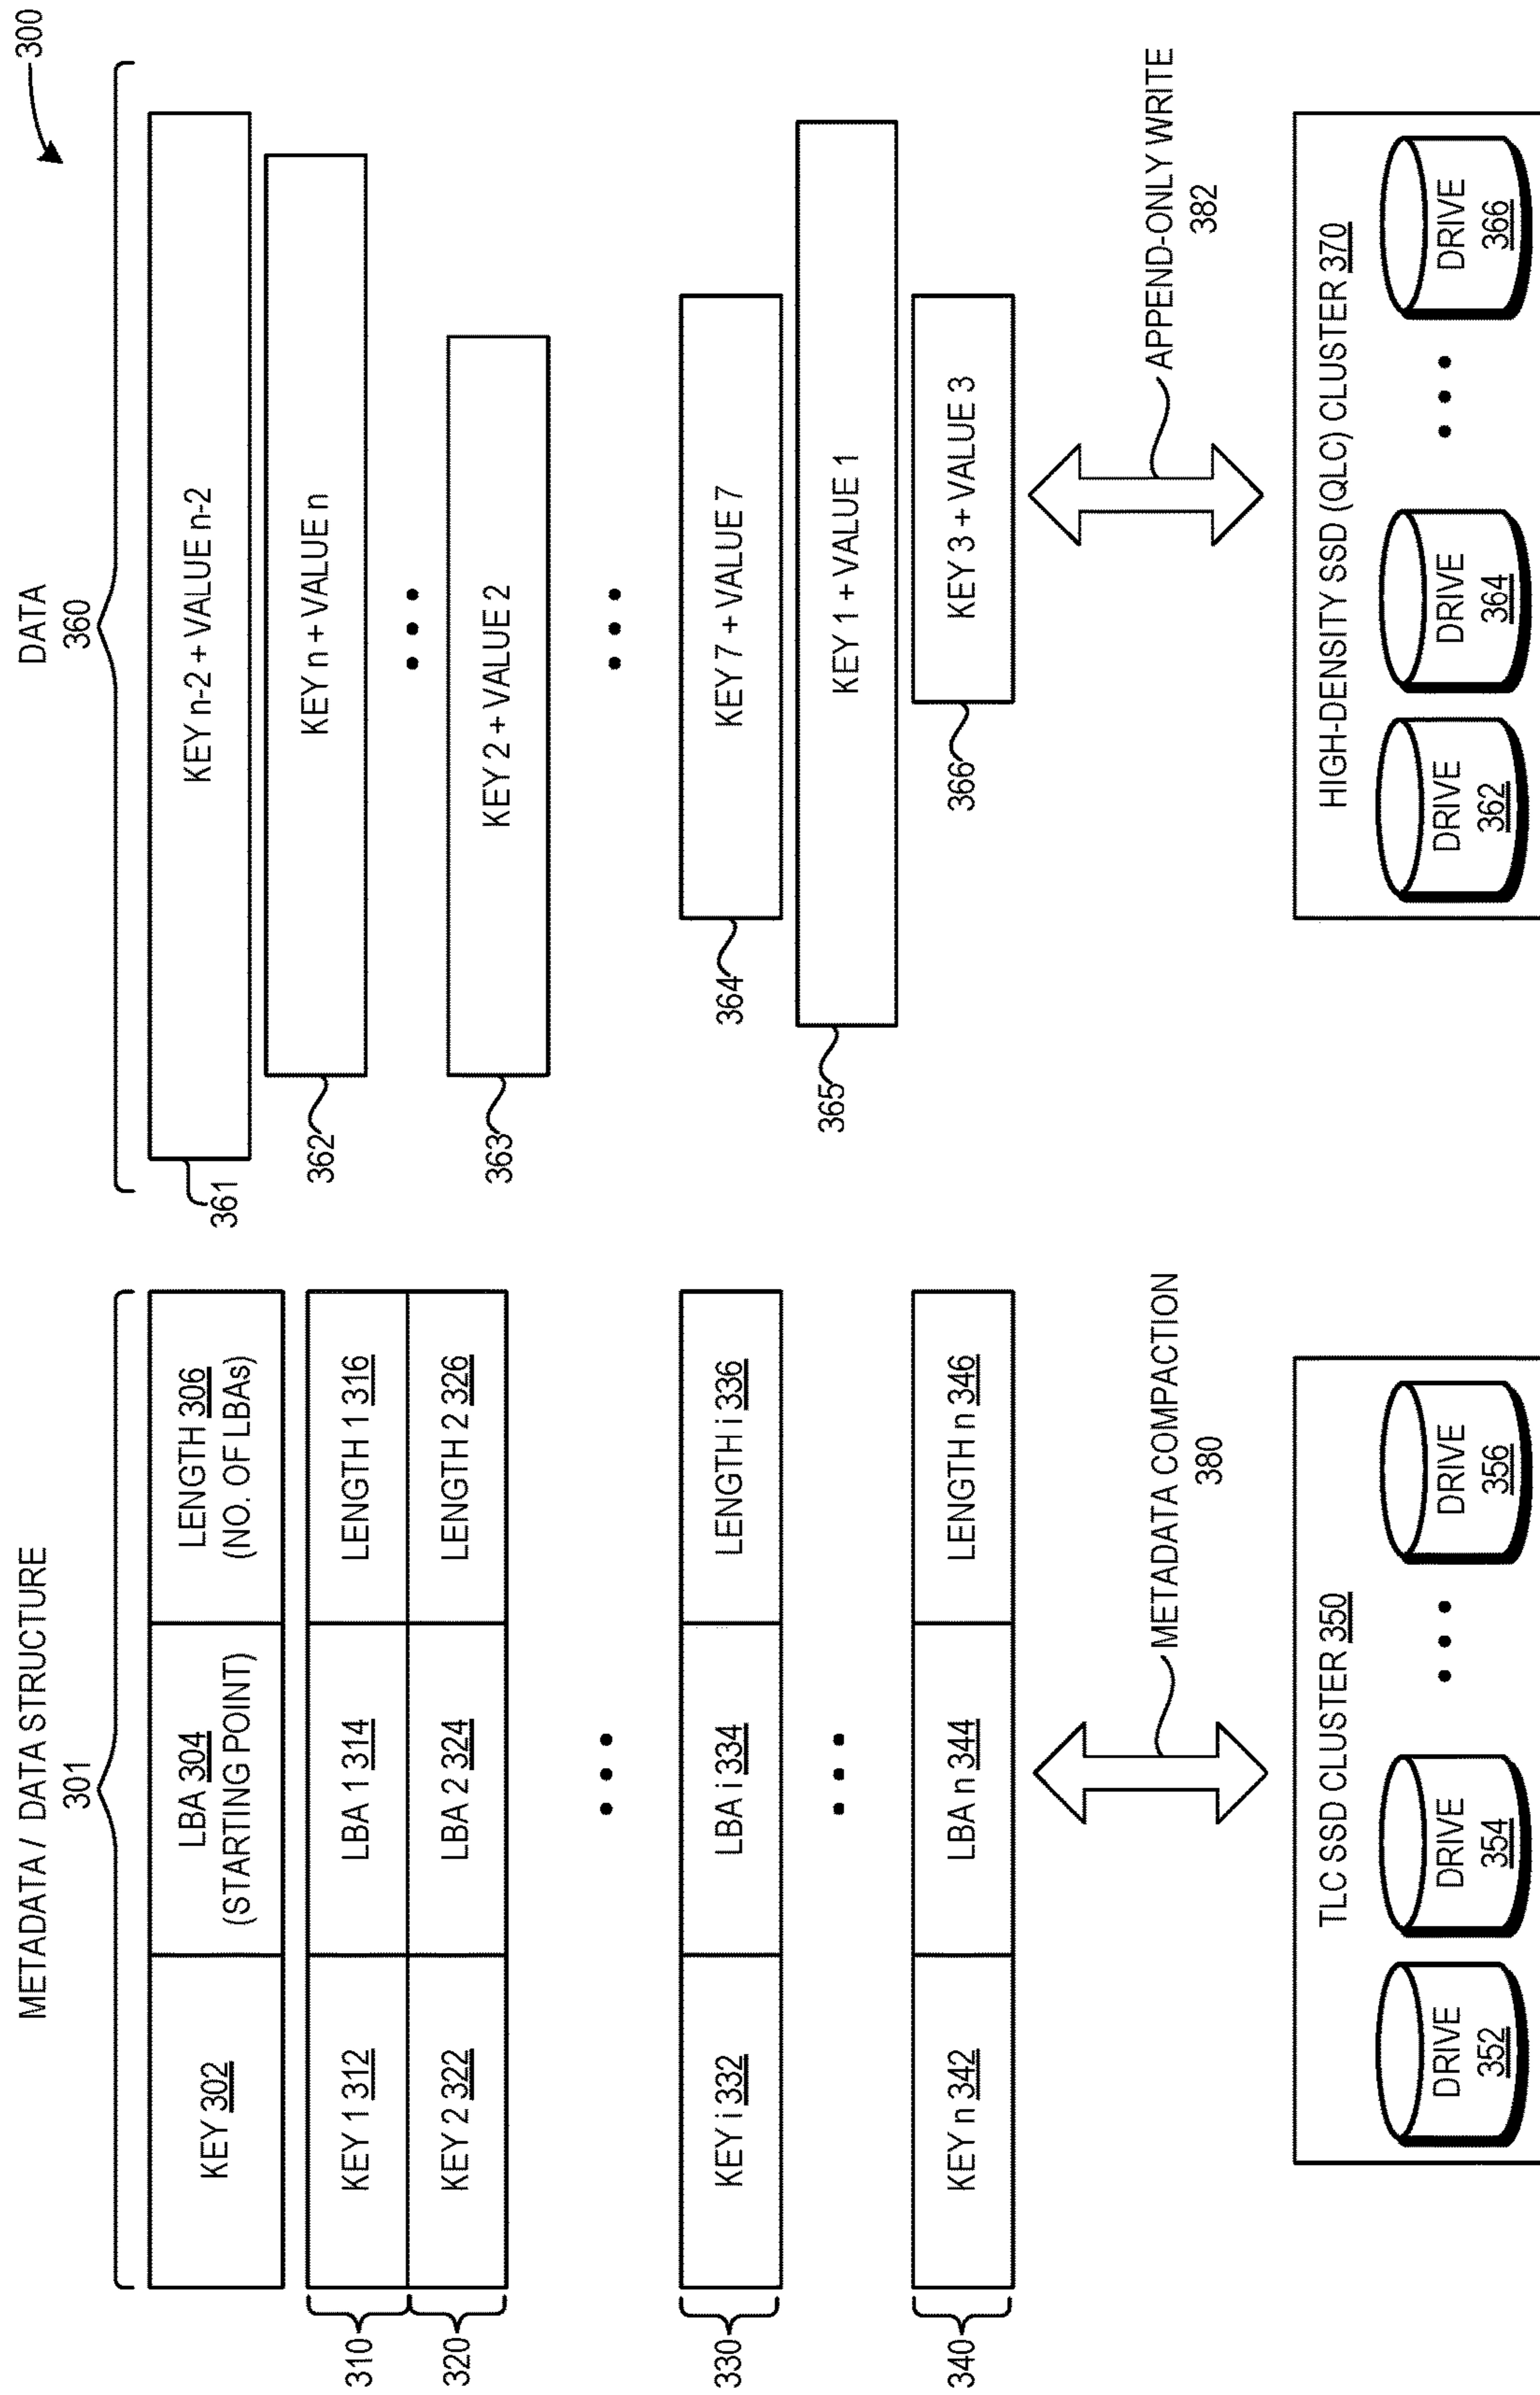 300
METADATA / DATA STRUCTURE
301
KEY 302
LBA 304
(STARTING POINT)
LENGTH 306
(NO. OF LBAs)
310
KEY 1 312
LBA 1 314
LENGTH 1 316
320
KEY 2 322
LBA 2 324
LENGTH 2 326
330
KEY i 332
LBA i 334
LENGTH i 336
340
KEY n 342
LBA n 344
LENGTH n 346
METADATA COMPACTION
380
TLC SSD CLUSTER 350
DRIVE
352
DRIVE
354
DRIVE
356
DATA
360
KEY n-2 + VALUE n-2
361
KEY n + VALUE n
362
KEY 2 + VALUE 2
363
KEY 7 + VALUE 7
364
KEY 1 + VALUE 1
365
KEY 3 + VALUE 3
366
APPEND-ONLY WRITE
382
HIGH-DENSITY SSD (QLC) CLUSTER 370
DRIVE
362
DRIVE
364
DRIVE
366